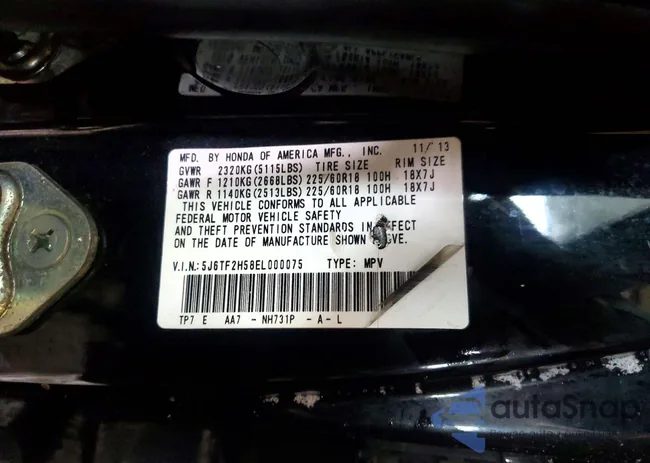 MFD. BY HONDA OF AMERICA MFG., INC. 11/13
GVWR 2320KG(5115LBS) TIRE SIZE RIM SIZE
GAWR F 1210KG(2668LBS) 225/60R18 100H 18X7J
GAWR R 1140KG(2513LBS) 225/60R18 100H 18X7J
THIS VEHICLE CONFORMS TO ALL APPLICABLE
FEDERAL MOTOR VEHICLE SAFETY
AND THEFT PREVENTION STANDARDS IN EFFECT
ON THE DATE OF MANUFACTURE SHOWN
V.I.N.:5J6TF2H58EL000075 TYPE: MPV
TP7 E AA7 - NH731P - A - L
autoSnap